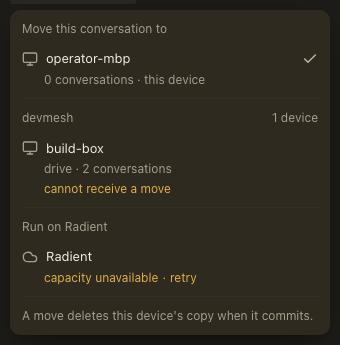 Move this conversation to
operator-mbp
0 conversations · this device
devmesh 1 device
build-box
drive · 2 conversations
cannot receive a move
Run on Radient
Radient
capacity unavailable · retry
A move deletes this device's copy when it commits.